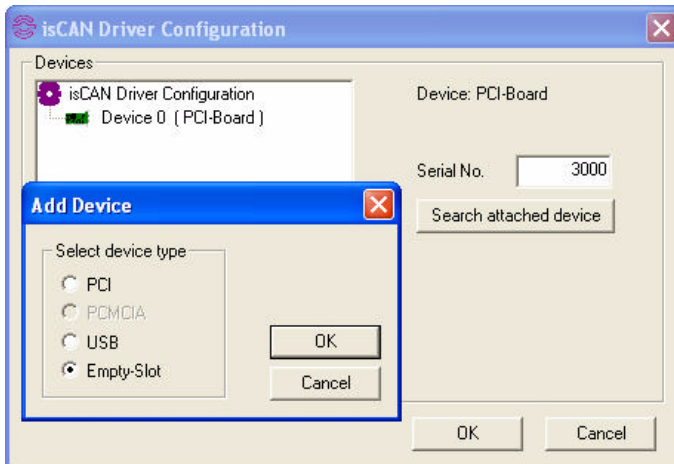 isCAN Driver Configuration
Devices
isCAN Driver Configuration
Device 0 ( PCI-Board )
Device: PCI-Board
Serial No. 3000
Search attached device
Add Device
Select device type
PCI
PCMCIA
USB
Empty-Slot
OK
Cancel
OK Cancel